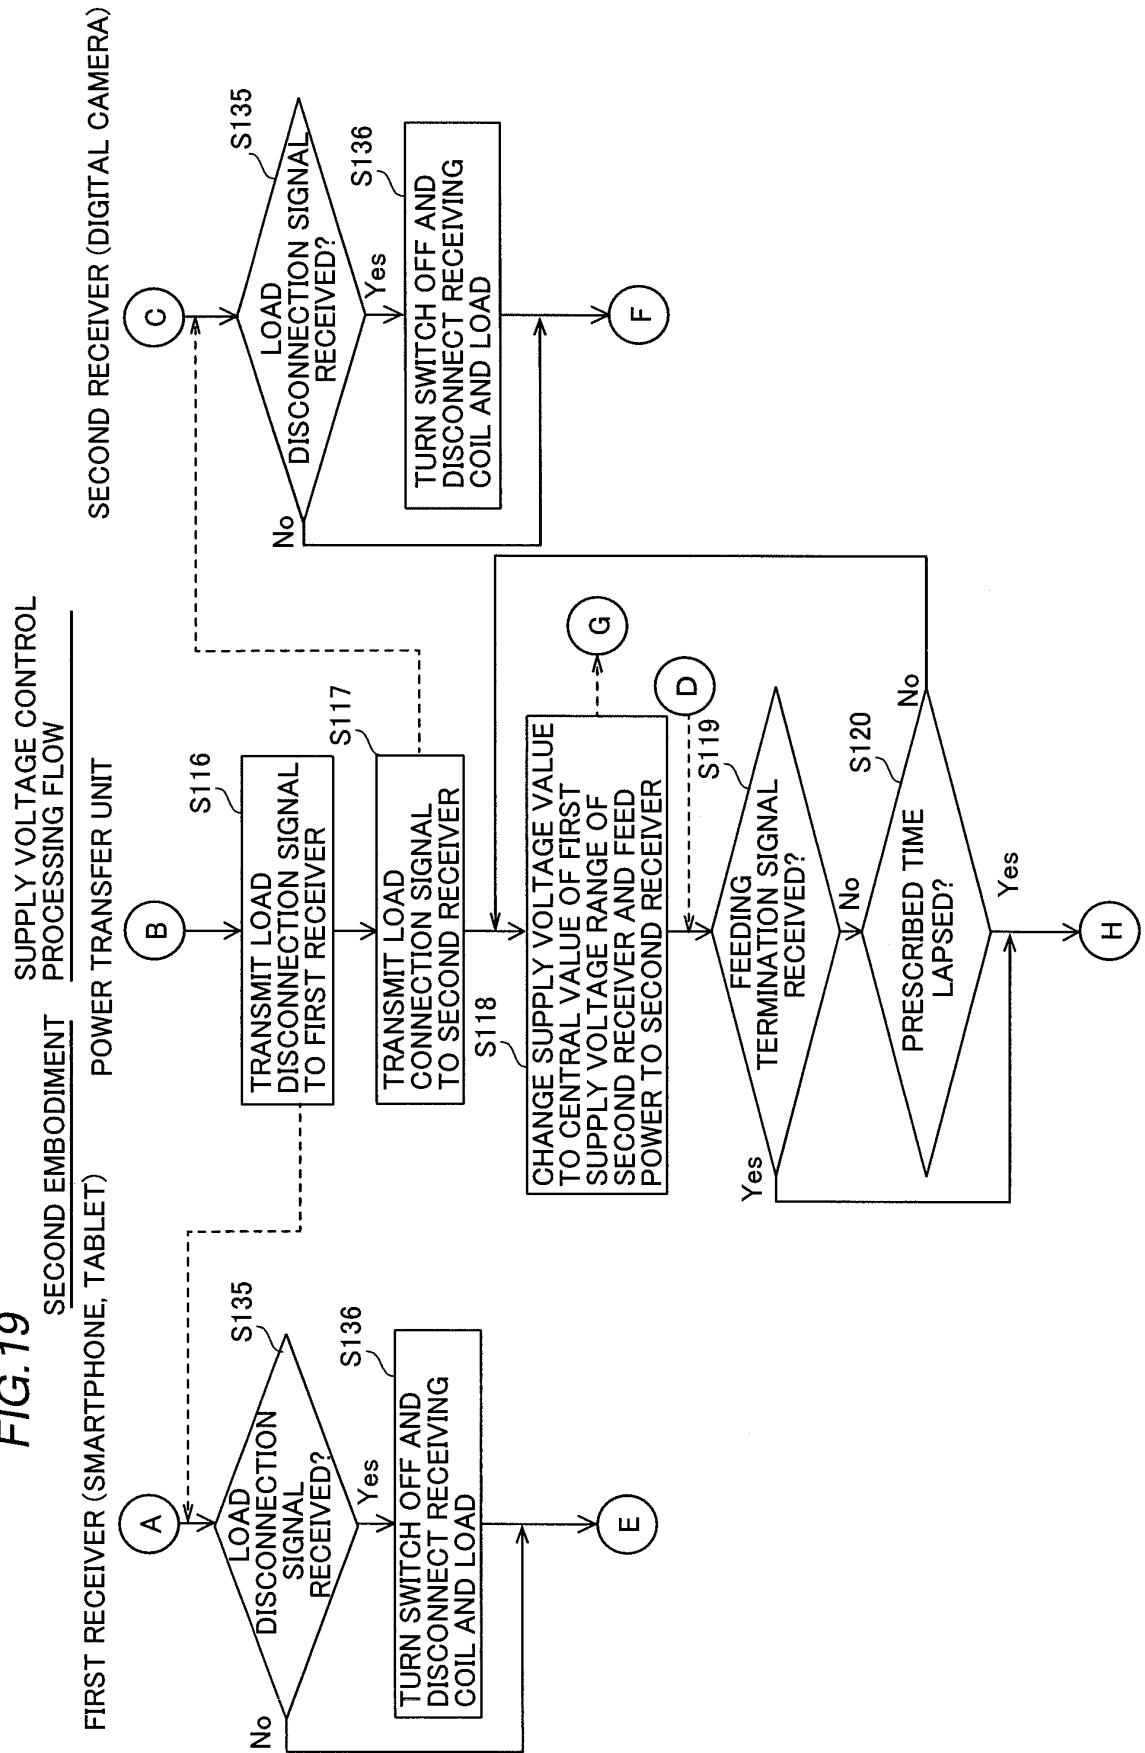 FIG.19
SECOND EMBODIMENT
SUPPLY VOLTAGE CONTROL
PROCESSING FLOW
FIRST RECEIVER (SMARTPHONE, TABLET)
POWER TRANSFER UNIT
SECOND RECEIVER (DIGITAL CAMERA)
A
S135
LOAD
DISCONNECTION
SIGNAL
RECEIVED?
No
Yes
S136
TURN SWITCH OFF AND
DISCONNECT RECEIVING
COIL AND LOAD
E
B
S116
TRANSMIT LOAD
DISCONNECTION SIGNAL
TO FIRST RECEIVER
S117
TRANSMIT LOAD
CONNECTION SIGNAL
TO SECOND RECEIVER
S118
CHANGE SUPPLY VOLTAGE VALUE
TO CENTRAL VALUE OF FIRST
SUPPLY VOLTAGE RANGE OF
SECOND RECEIVER AND FEED
POWER TO SECOND RECEIVER
G
D
S119
FEEDING
TERMINATION SIGNAL
RECEIVED?
Yes
No
S120
PRESCRIBED TIME
LAPSED?
No
Yes
H
C
S135
LOAD
DISCONNECTION SIGNAL
RECEIVED?
No
Yes
S136
TURN SWITCH OFF AND
DISCONNECT RECEIVING
COIL AND LOAD
F